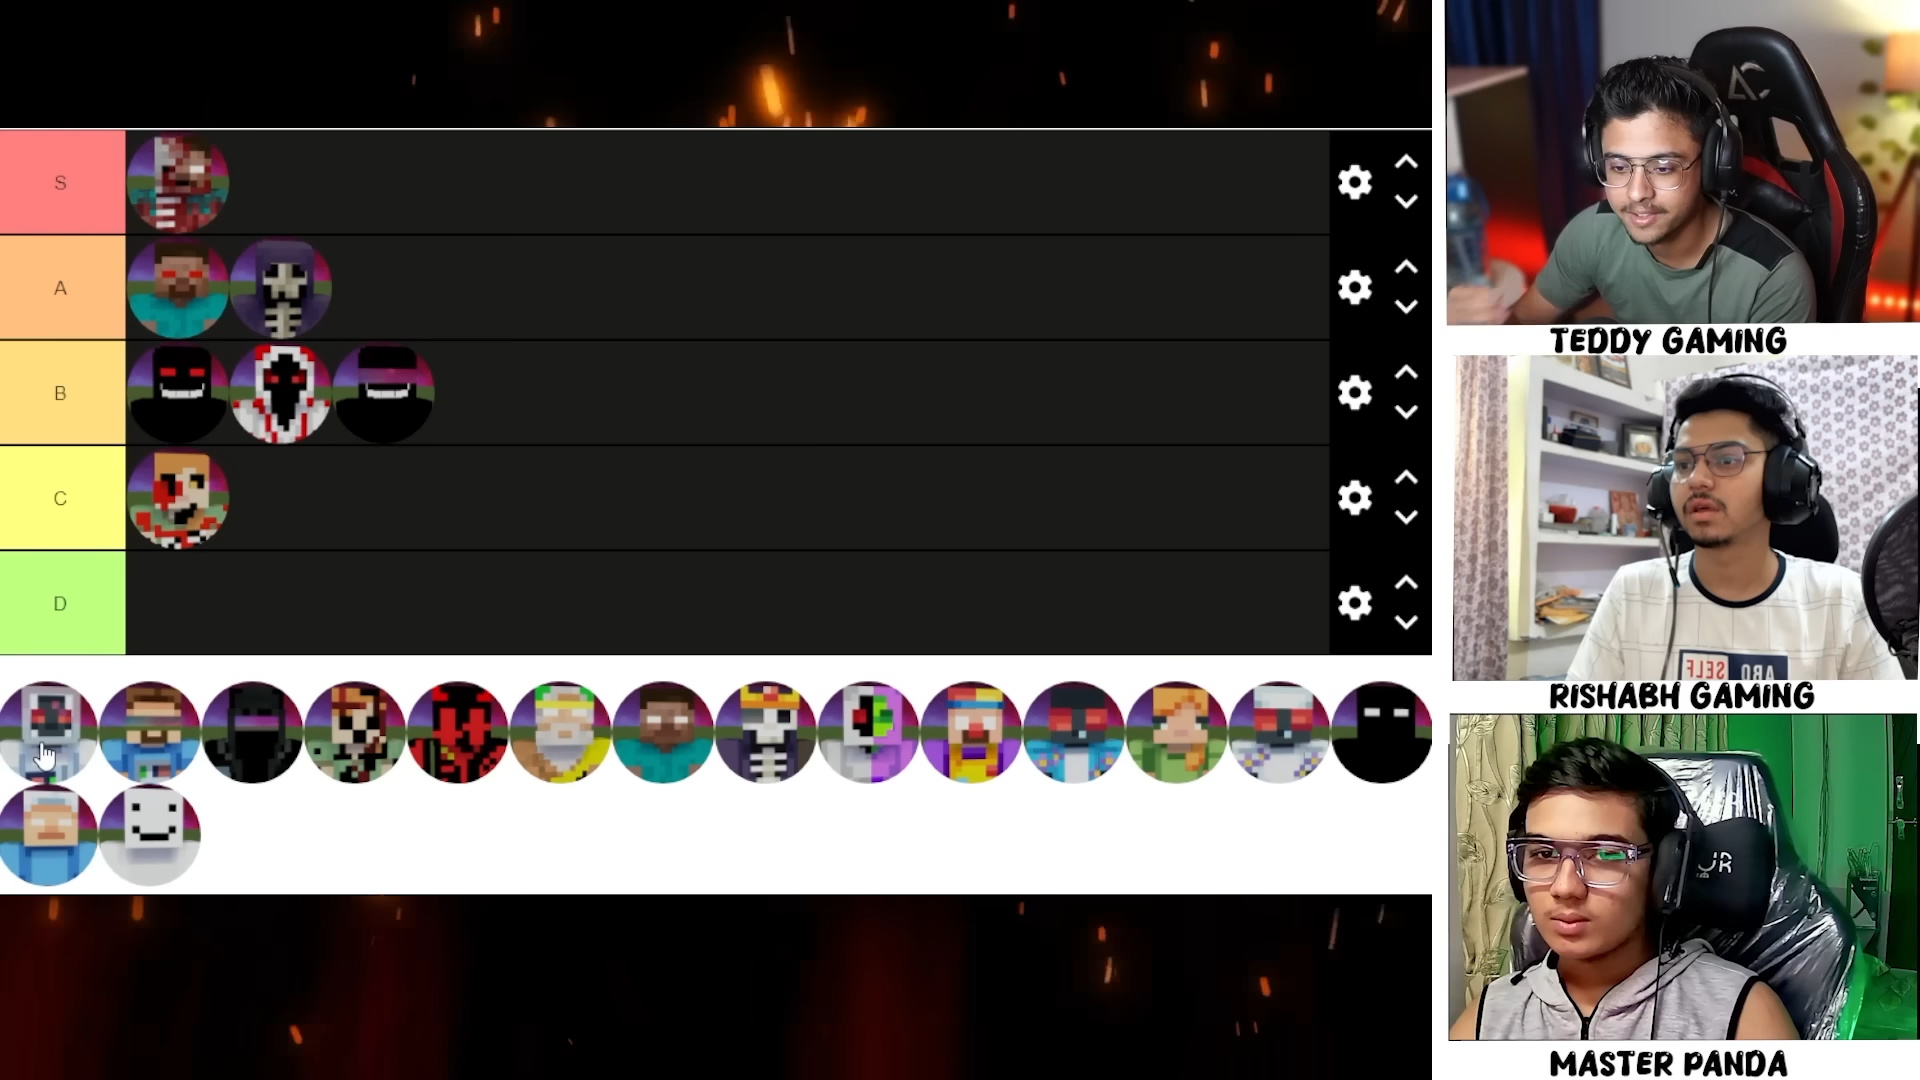 S
A
B
C
D
TEDDY GAMING
RISHABH GAMING
MASTER PANDA